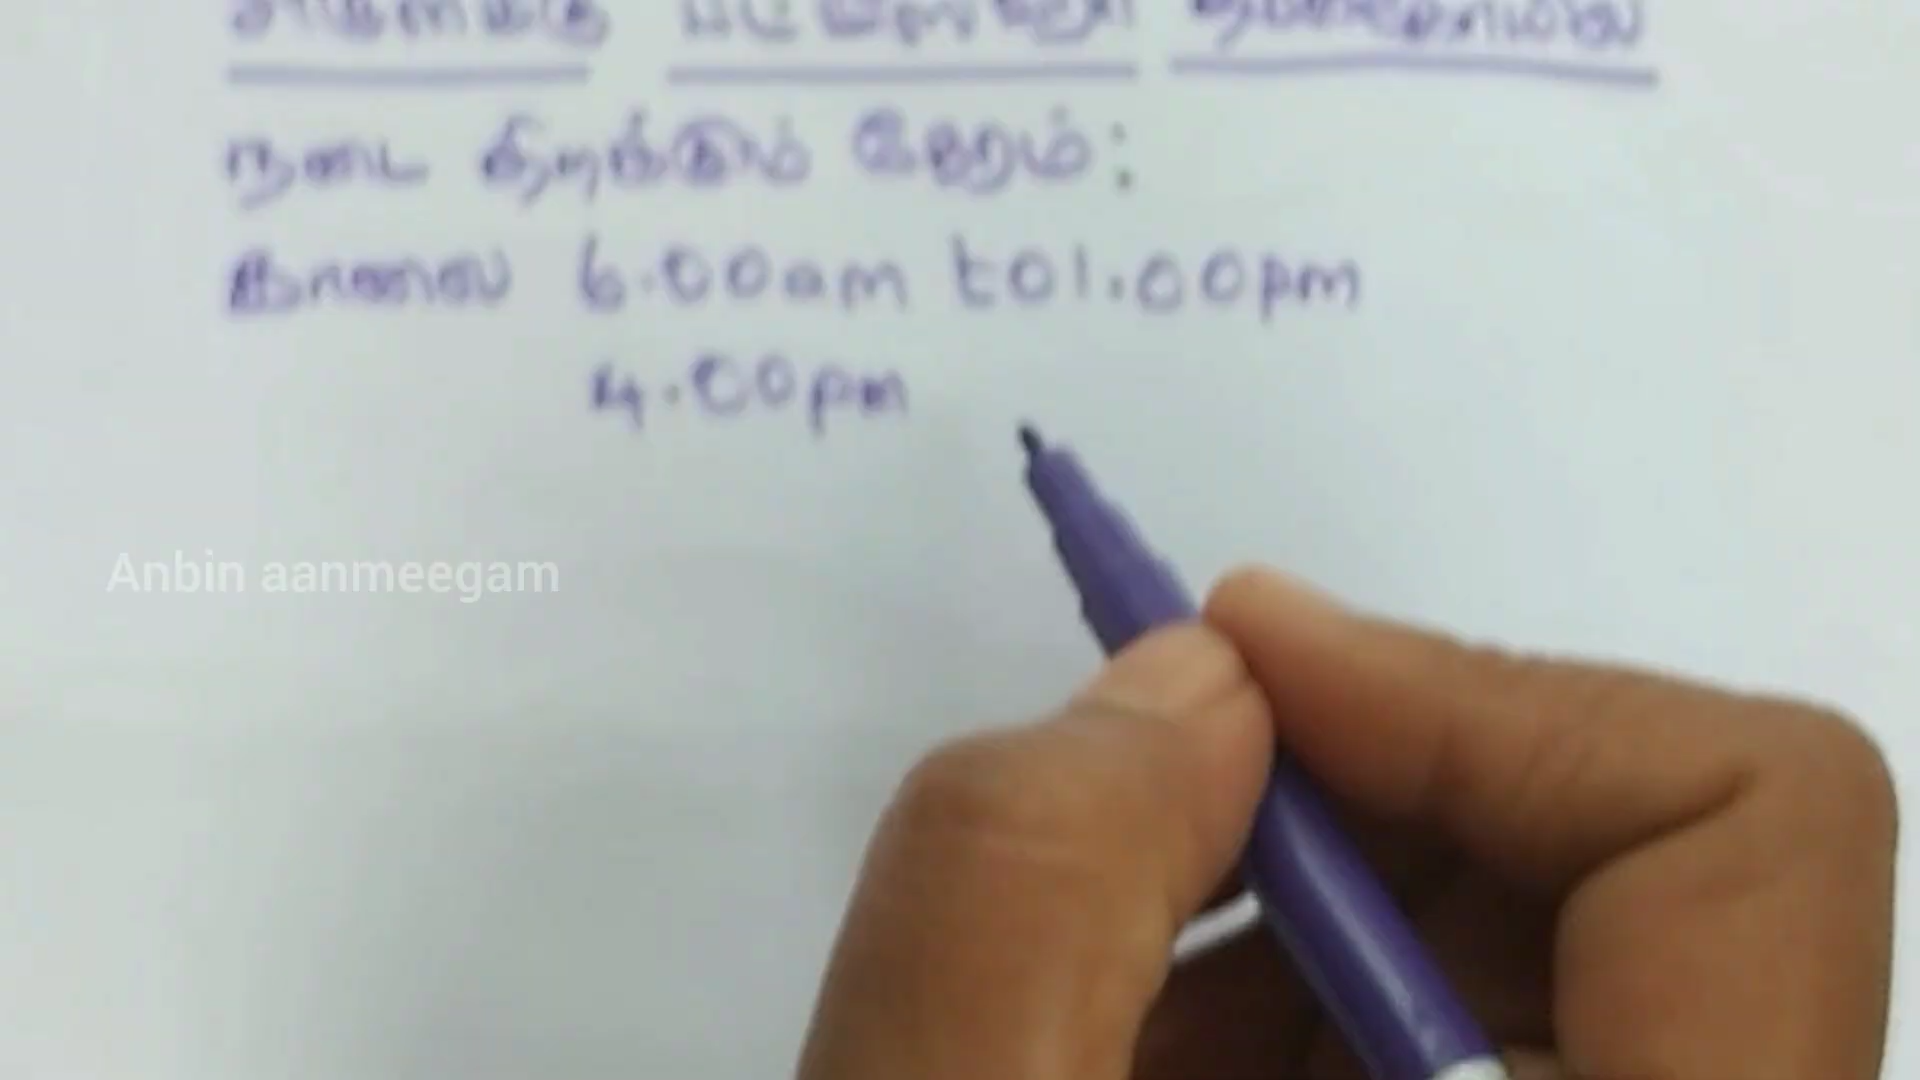 நடை திறக்கும் நேரம்:
காலை 6.00am to 1.00pm
4.00pm
Anbin aanmeegam